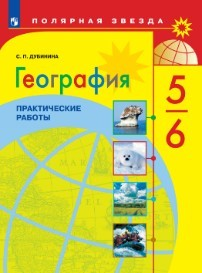 ПОЛЯРНАЯ ЗВЕЗДА
С. П. ДУБИНИНА
География
ПРАКТИЧЕСКИЕ
РАБОТЫ
5
6